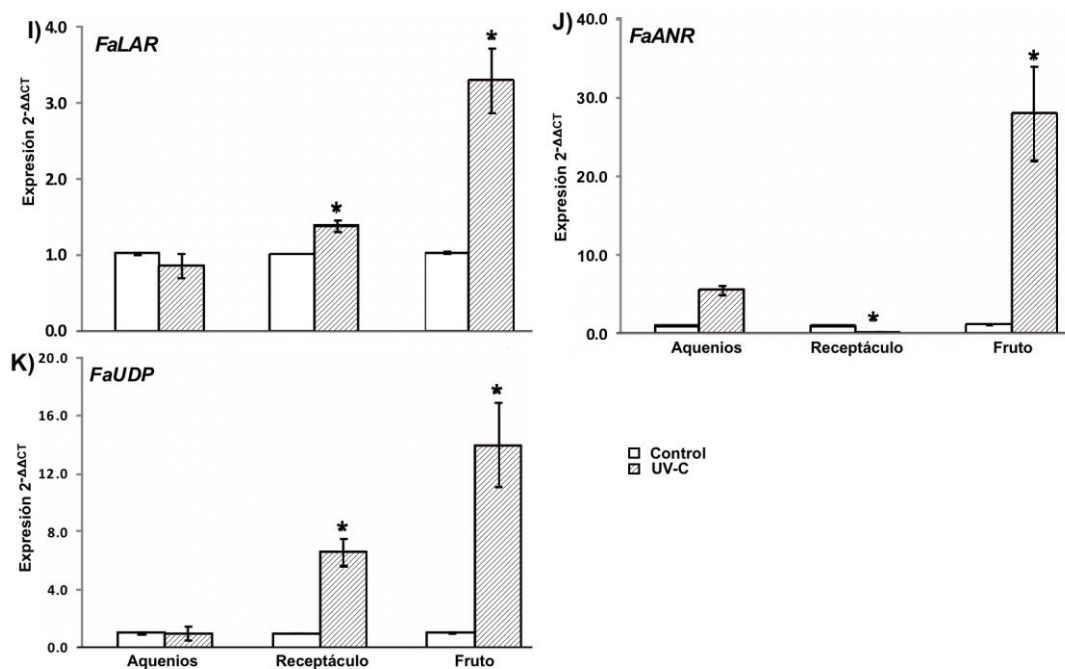 I)
FaLAR
Expresión 2-ΔΔCT
4.0
3.0
2.0
1.0
0.0
*
*
J)
FaANR
Expresión 2-ΔΔCT
40.0
30.0
20.0
10.0
0.0
*
*
Aquenios Receptáculo Fruto
K)
FaUDP
Expresión 2-ΔΔCT
20.0
16.0
12.0
8.0
4.0
0.0
*
*
Aquenios Receptáculo Fruto
Control
UV-C